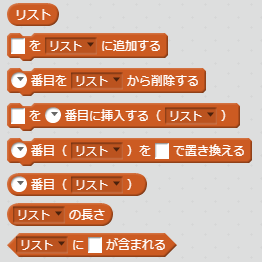 リスト
を リスト に追加する
番目を リスト から削除する
を 番目に挿入する ( リスト )
番目 ( リスト ) を で置き換える
番目 ( リスト )
リスト の長さ
リスト に が含まれる